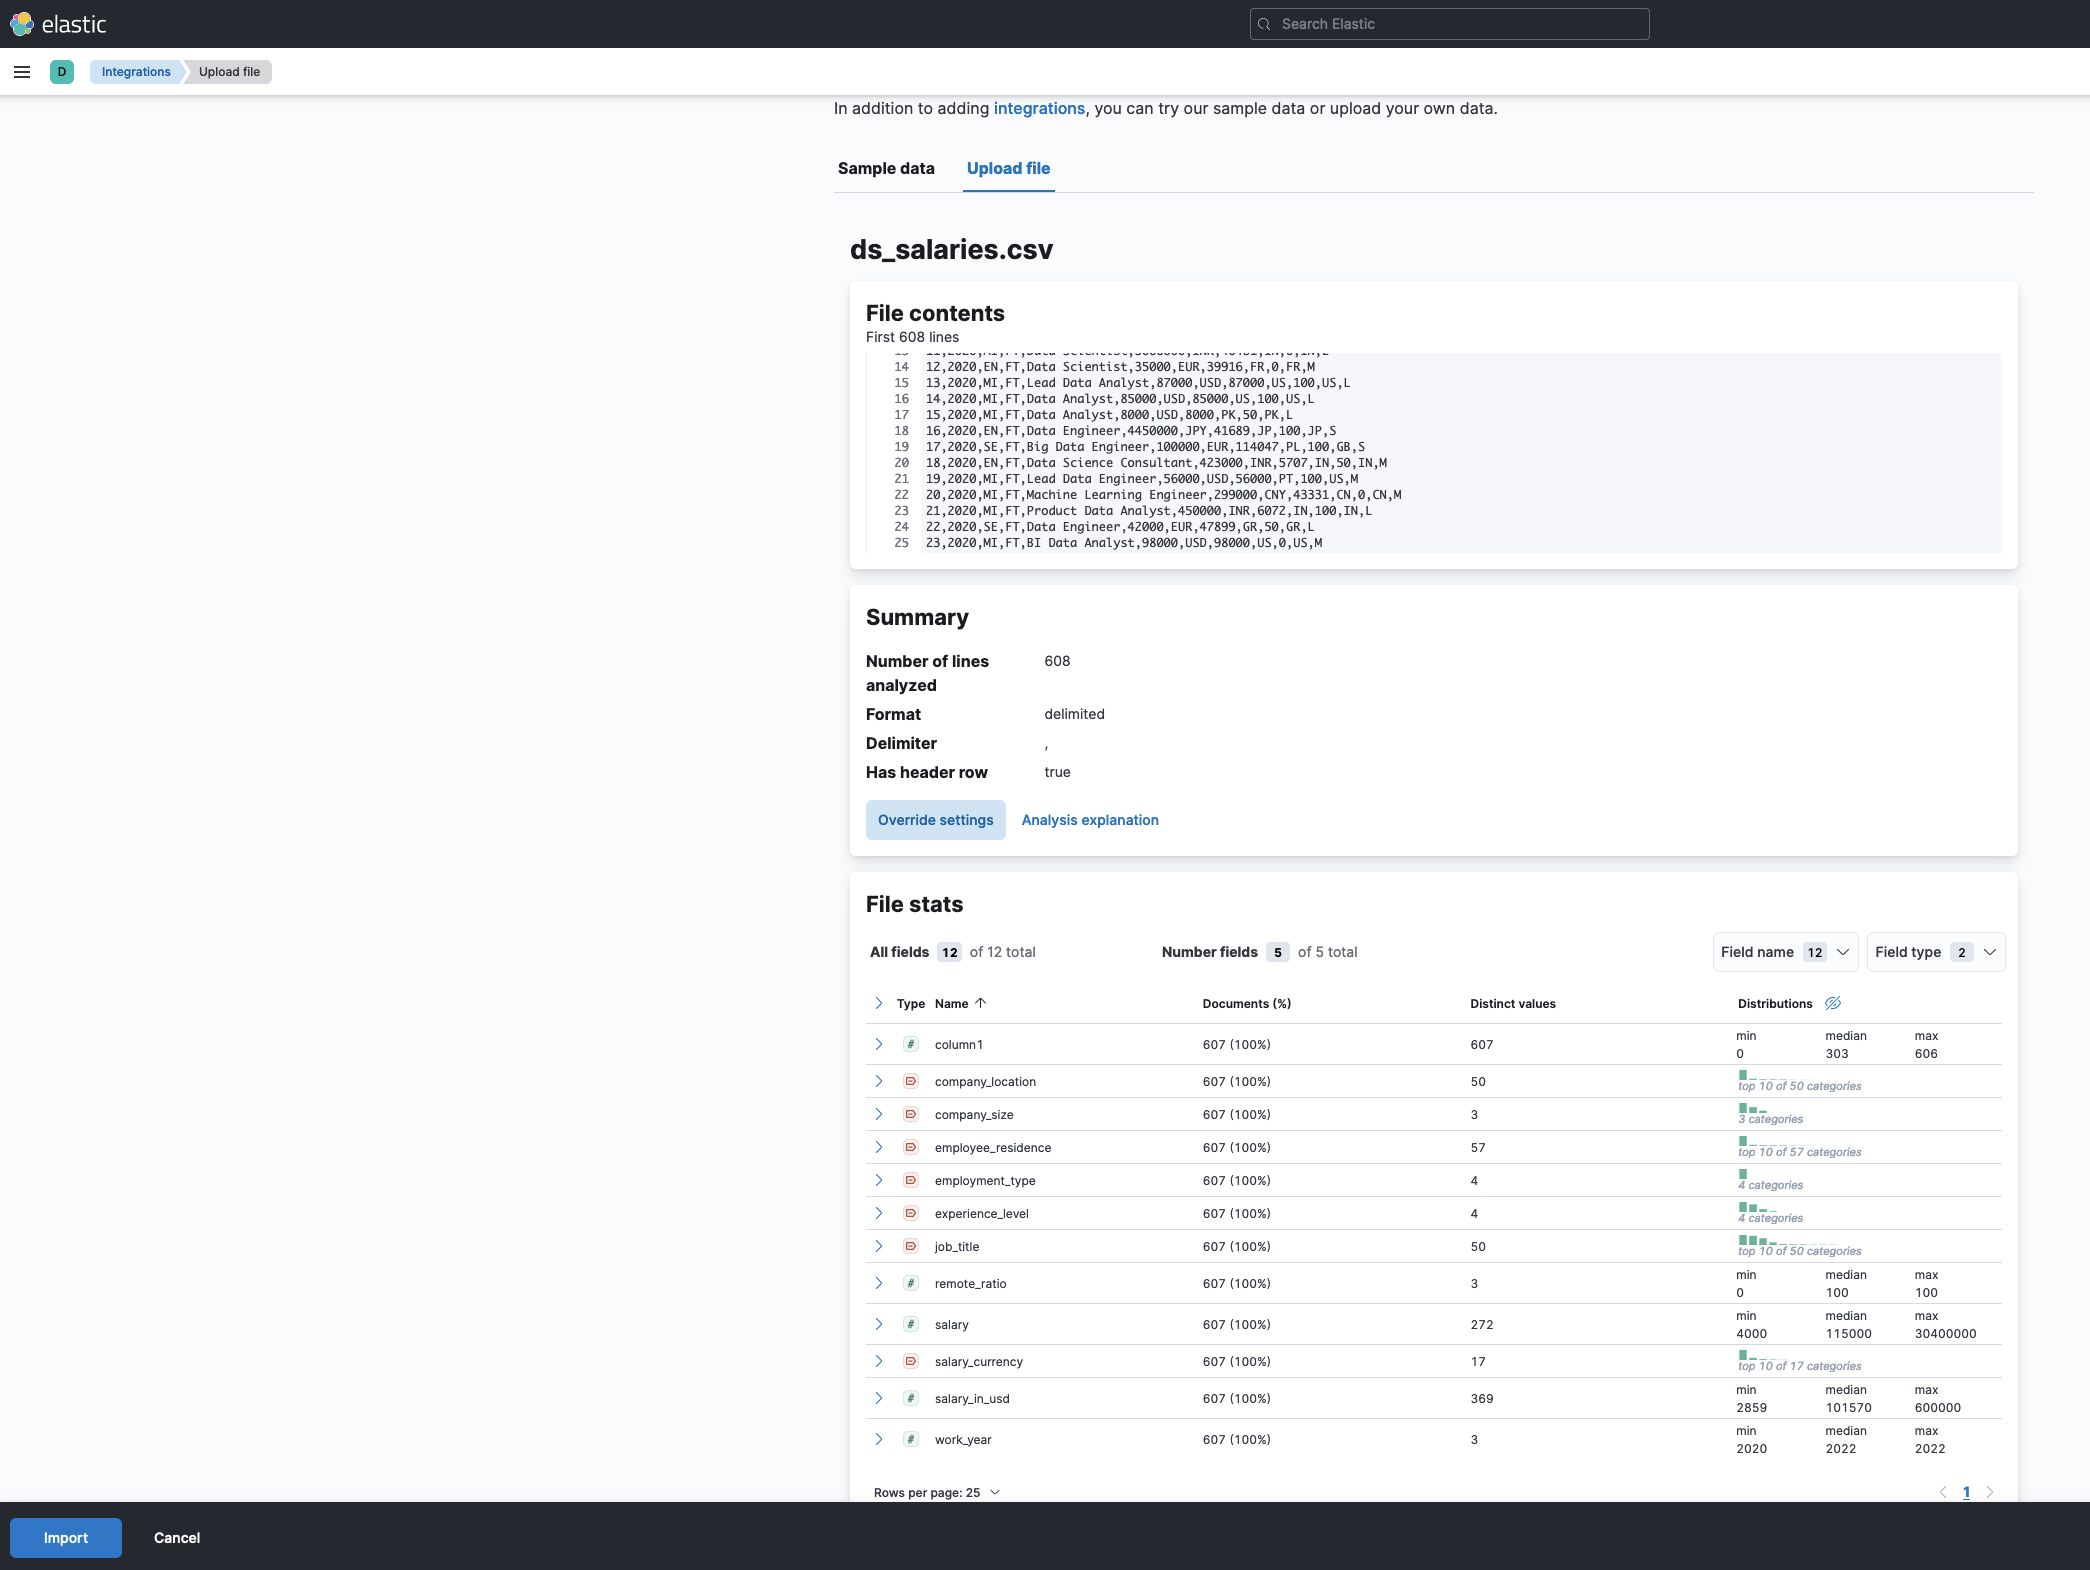 elastic
Search Elastic
D
Integrations
Upload file
In addition to adding integrations, you can try our sample data or upload your own data.
Sample data
Upload file
ds_salaries.csv
File contents
First 608 lines
14 12,2020,EN,FT,Data Scientist,35000,EUR,39916,FR,0,FR,M
15 13,2020,MI,FT,Lead Data Analyst,87000,USD,87000,US,100,US,L
16 14,2020,MI,FT,Data Analyst,85000,USD,85000,US,100,US,L
17 15,2020,MI,FT,Data Analyst,8000,USD,8000,PK,50,PK,L
18 16,2020,EN,FT,Data Engineer,4450000,JPY,41689,JP,100,JP,S
19 17,2020,SE,FT,Big Data Engineer,100000,EUR,114047,PL,100,GB,S
20 18,2020,EN,FT,Data Science Consultant,423000,INR,5707,IN,50,IN,M
21 19,2020,MI,FT,Lead Data Engineer,56000,USD,56000,PT,100,US,M
22 20,2020,MI,FT,Machine Learning Engineer,299000,CNY,43331,CN,0,CN,M
23 21,2020,MI,FT,Product Data Analyst,450000,INR,6072,IN,100,IN,L
24 22,2020,SE,FT,Data Engineer,42000,EUR,47899,GR,50,GR,L
25 23,2020,MI,FT,BI Data Analyst,98000,USD,98000,US,0,US,M
Summary
Number of lines analyzed 608
Format delimited
Delimiter ,
Has header row true
Override settings
Analysis explanation
File stats
All fields 12 of 12 total
Number fields 5 of 5 total
Field name 12
Field type 2
Type Name Documents (%) Distinct values Distributions
# column1 607 (100%) 607 min 0 median 303 max 606
company_location 607 (100%) 50 top 10 of 50 categories
company_size 607 (100%) 3 3 categories
employee_residence 607 (100%) 57 top 10 of 57 categories
employment_type 607 (100%) 4 4 categories
experience_level 607 (100%) 4 4 categories
job_title 607 (100%) 50 top 10 of 50 categories
# remote_ratio 607 (100%) 3 min 0 median 100 max 100
# salary 607 (100%) 272 min 4000 median 115000 max 30400000
salary_currency 607 (100%) 17 top 10 of 17 categories
# salary_in_usd 607 (100%) 369 min 2859 median 101570 max 600000
# work_year 607 (100%) 3 min 2020 median 2022 max 2022
Rows per page: 25
1
Import
Cancel